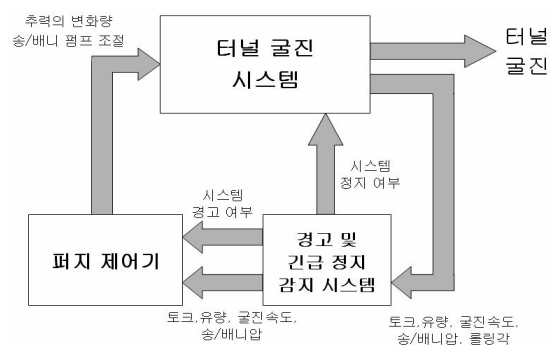 추력의 변화량
송/배니 펌프 조절
터널 굴진
시스템
터널
굴진
시스템
정지 여부
시스템
경고 여부
퍼지 제어기
경고 및
긴급 정지
감지 시스템
토크,유량, 굴진속도,
송/배니압
토크,유량, 굴진속도,
송/배니압, 롤링각